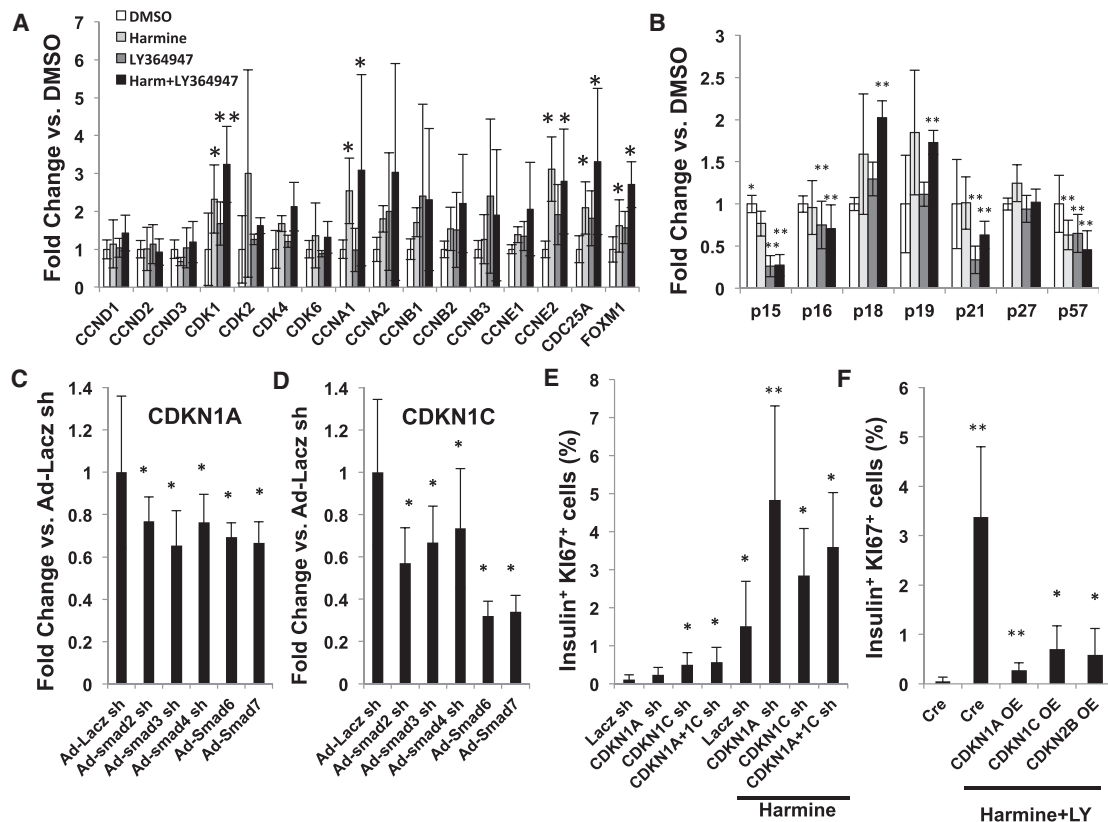 A
Fold Change vs. DMSO
7
6
5
4
3
2
1
0
DMSO
Harmine
LY364947
Harm+LY364947
* ** * * * * * * * *
CCND1
CCND2
CCND3
CDK1
CDK2
CDK4
CDK6
CCNA1
CCNA2
CCNB1
CCNB2
CCNB3
CCNE1
CCNE2
CDC25A
FOXM1
B
Fold Change vs. DMSO
3
2.5
2
1.5
1
0.5
0
* ** ** ** ** ** ** ** ** ** ** **
p15
p16
p18
p19
p21
p27
p57
C
Fold Change vs. Ad-Lacz sh
CDKN1A
1.4
1.2
1
0.8
0.6
0.4
0.2
0
* * * * *
Ad-Lacz sh
Ad-smad2 sh
Ad-smad3 sh
Ad-smad4 sh
Ad-Smad6
Ad-Smad7
D
Fold Change vs. Ad-Lacz sh
CDKN1C
1.4
1.2
1
0.8
0.6
0.4
0.2
0
* * * * *
Ad-Lacz sh
Ad-smad2 sh
Ad-smad3 sh
Ad-smad4 sh
Ad-Smad6
Ad-Smad7
E
Insulin⁺ KI67⁺ cells (%)
8
7
6
5
4
3
2
1
0
* * * ** * *
Lacz sh
CDKN1A sh
CDKN1C sh
CDKN1A+1C sh
Lacz sh
CDKN1A sh
CDKN1C sh
CDKN1A+1C sh
Harmine
F
Insulin⁺ KI67⁺ cells (%)
6
5
4
3
2
1
0
** ** * *
Cre
Cre
CDKN1A OE
CDKN1C OE
CDKN2B OE
Harmine+LY